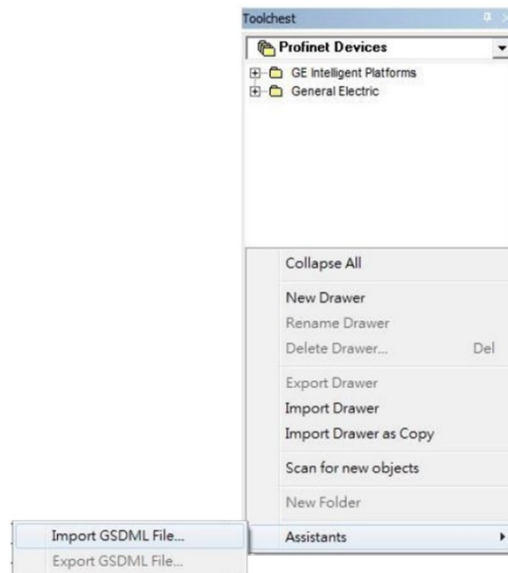 Toolchest
Profinet Devices
GE Intelligent Platforms
General Electric
Collapse All
New Drawer
Rename Drawer
Delete Drawer... Del
Export Drawer
Import Drawer
Import Drawer as Copy
Scan for new objects
New Folder
Assistants
Import GSDML File...
Export GSDML File...